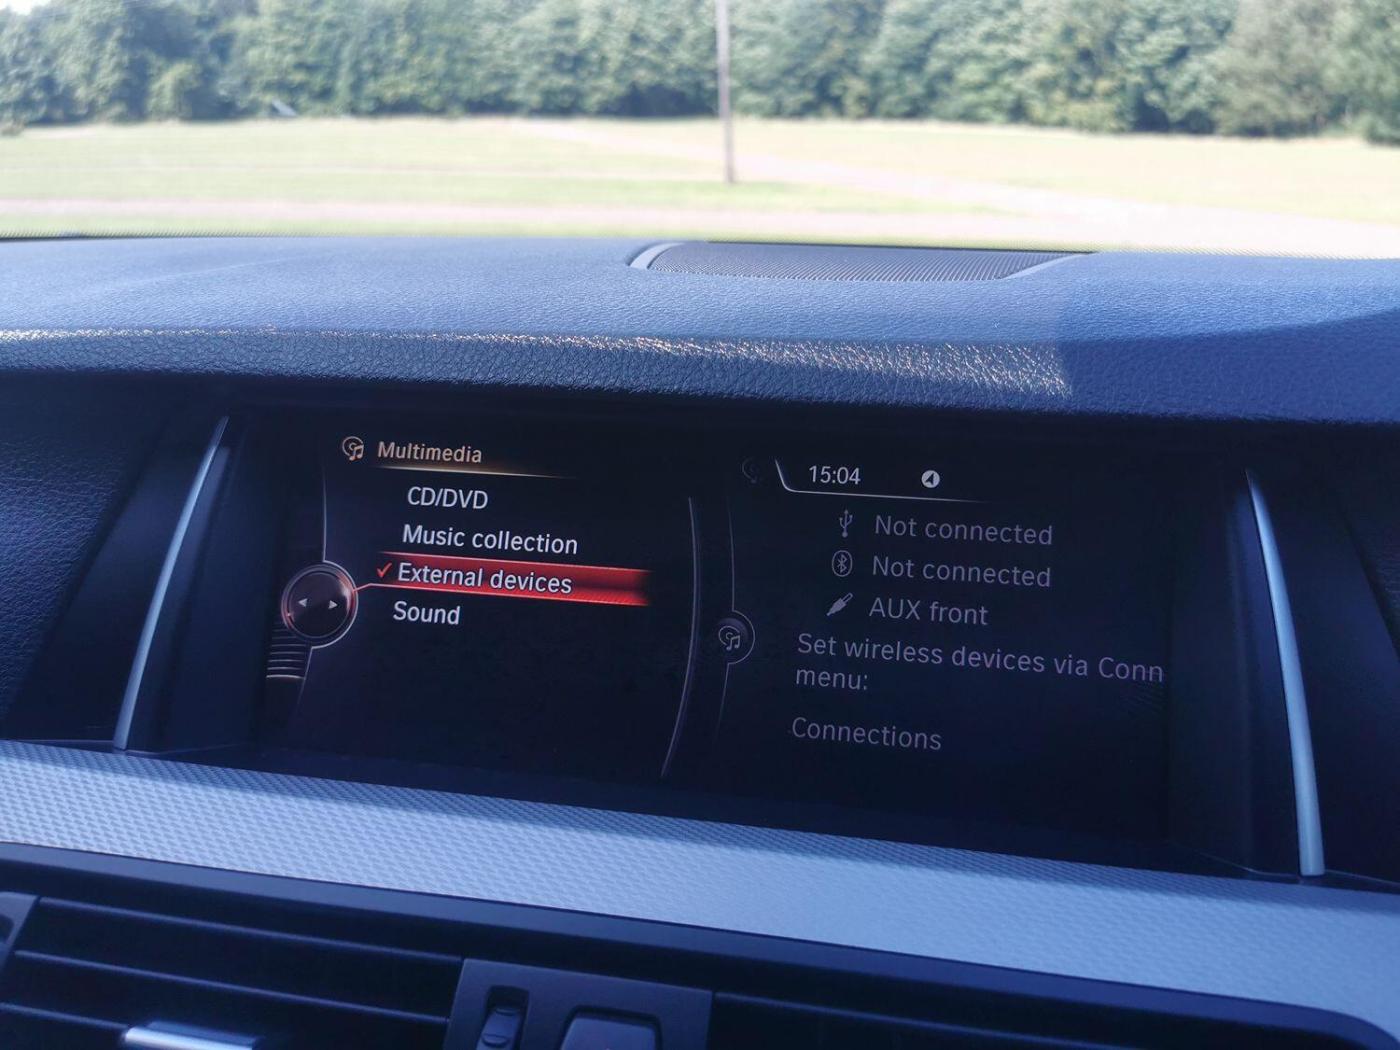 Multimedia
CD/DVD
Music collection
External devices
Sound
15:04
Not connected
Not connected
AUX front
Set wireless devices via Conn
menu:
Connections